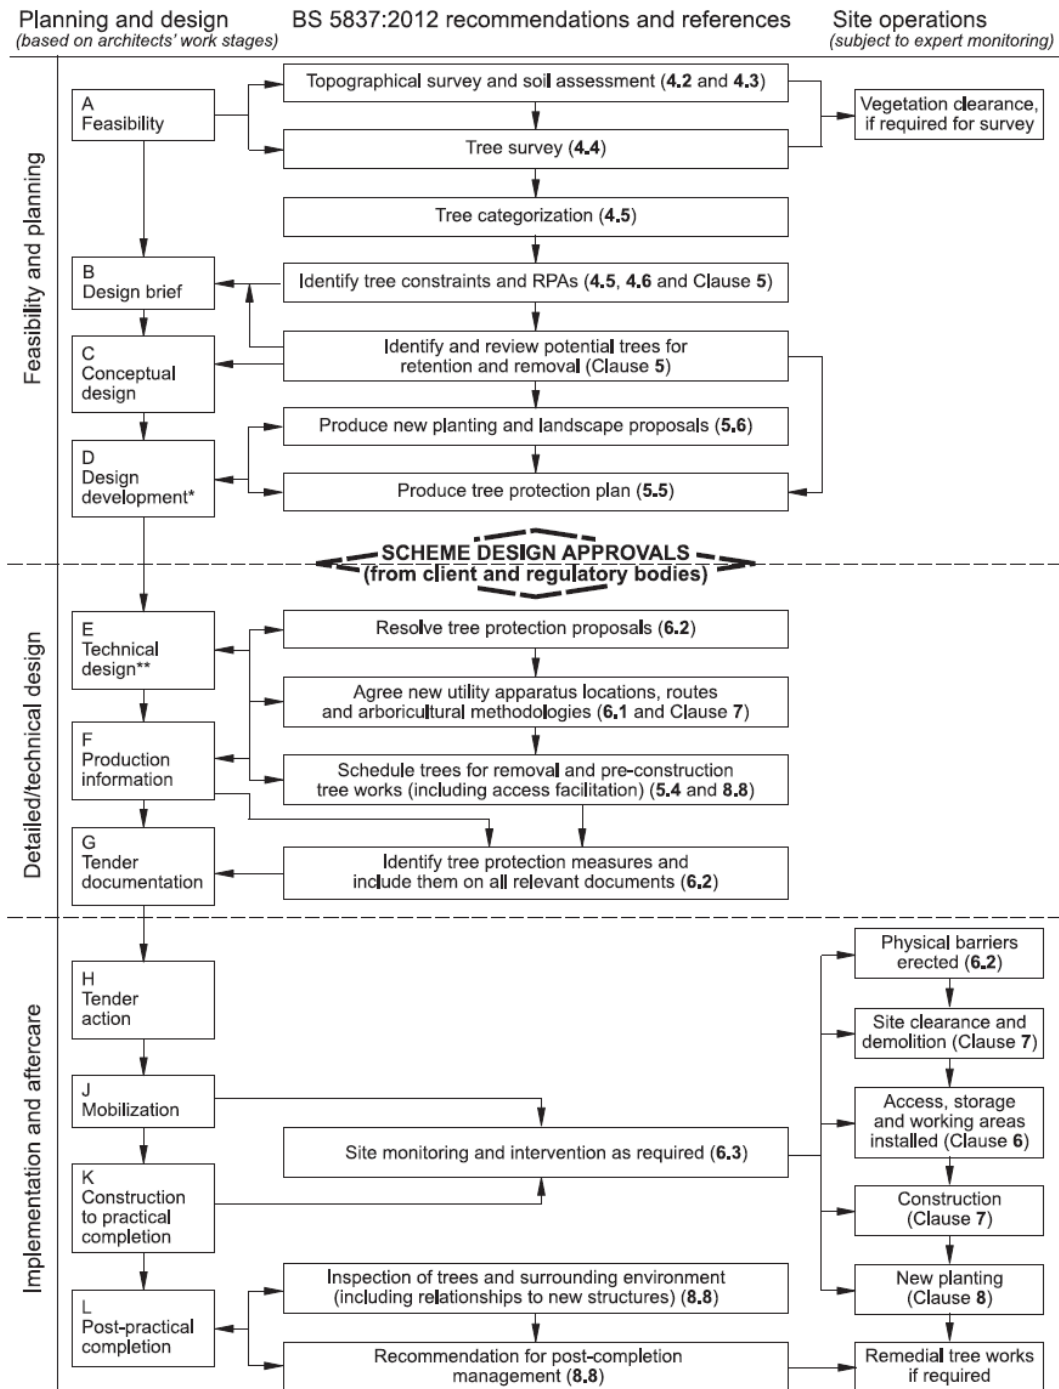 Planning and design
(based on architects' work stages)
BS 5837:2012 recommendations and references
Site operations
(subject to expert monitoring)
Feasibility and planning
A
Feasibility
Topographical survey and soil assessment (4.2 and 4.3)
Vegetation clearance,
if required for survey
Tree survey (4.4)
Tree categorization (4.5)
B
Design brief
Identify tree constraints and RPAs (4.5, 4.6 and Clause 5)
C
Conceptual
design
Identify and review potential trees for
retention and removal (Clause 5)
Produce new planting and landscape proposals (5.6)
D
Design
development*
Produce tree protection plan (5.5)
SCHEME DESIGN APPROVALS
(from client and regulatory bodies)
Detailed/technical design
E
Technical
design**
Resolve tree protection proposals (6.2)
Agree new utility apparatus locations, routes
and arboricultural methodologies (6.1 and Clause 7)
F
Production
information
Schedule trees for removal and pre-construction
tree works (including access facilitation) (5.4 and 8.8)
G
Tender
documentation
Identify tree protection measures and
include them on all relevant documents (6.2)
Implementation and aftercare
H
Tender
action
Physical barriers
erected (6.2)
Site clearance and
demolition (Clause 7)
J
Mobilization
Access, storage
and working areas
installed (Clause 6)
Site monitoring and intervention as required (6.3)
K
Construction
to practical
completion
Construction
(Clause 7)
Inspection of trees and surrounding environment
(including relationships to new structures) (8.8)
New planting
(Clause 8)
L
Post-practical
completion
Recommendation for post-completion
management (8.8)
Remedial tree works
if required